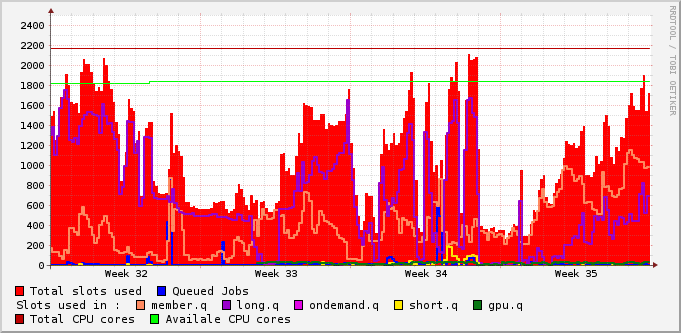 RRDTOOL / TOBI OETIKER
2400
2200
2000
1800
1600
1400
1200
1000
800
600
400
200
0
Week 32 Week 33 Week 34 Week 35
Total slots used Queued Jobs
Slots used in : member.q long.q ondemand.q short.q gpu.q
Total CPU cores Availale CPU cores